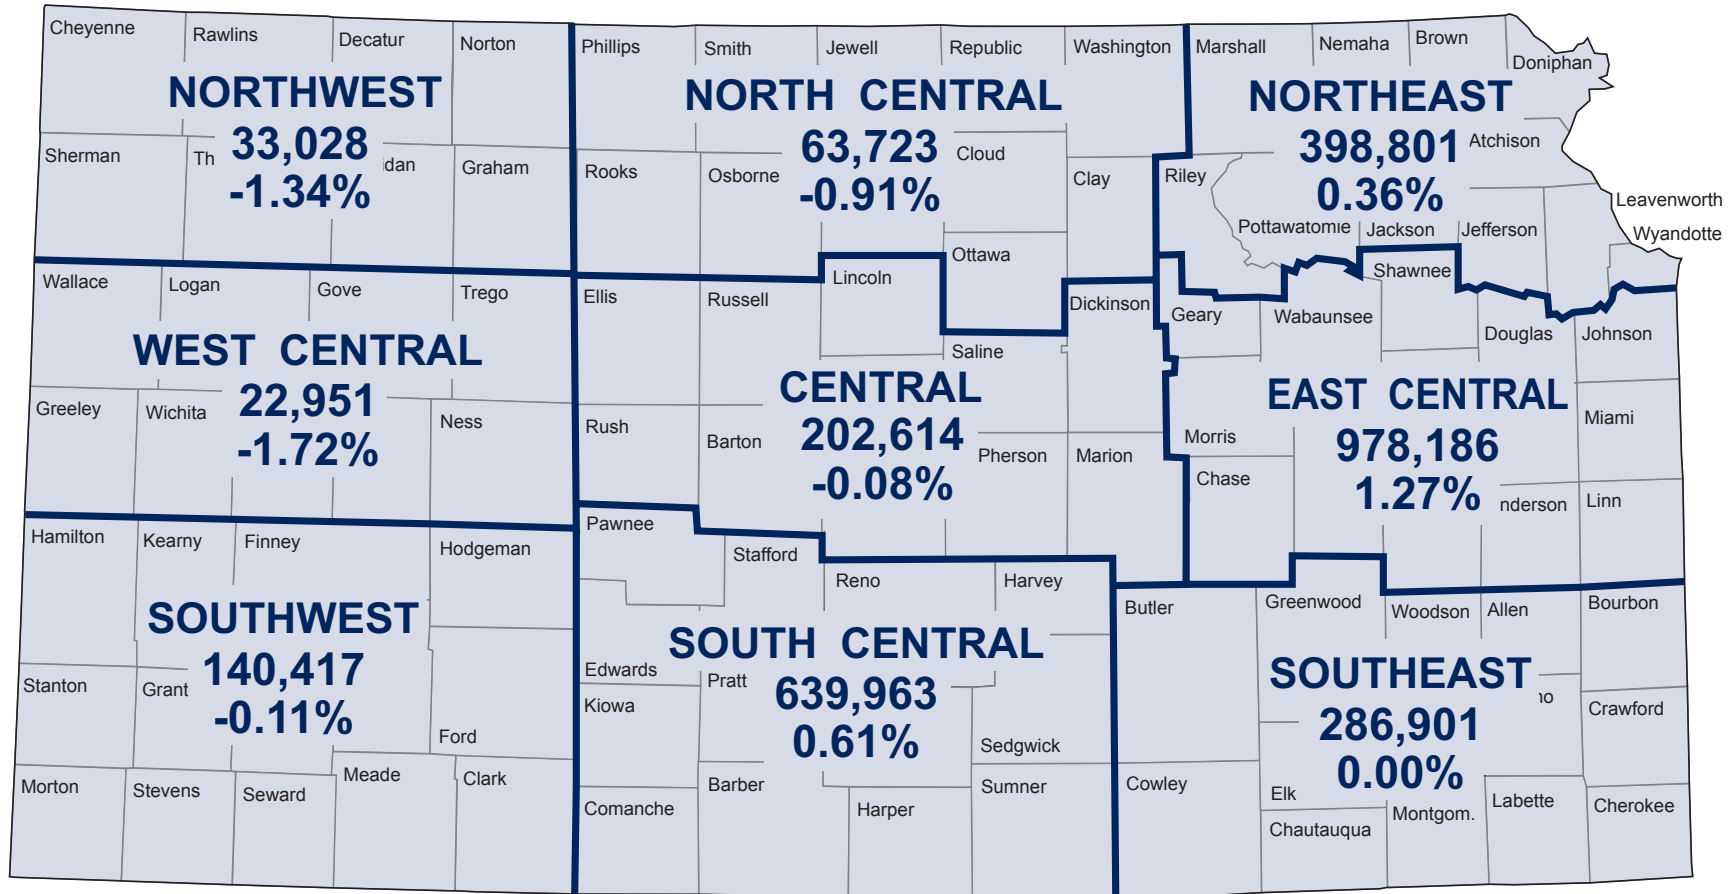 Cheyenne
Rawlins
Decatur
Norton
Phillips
Smith
Jewell
Republic
Washington
Marshall
Nemaha
Brown
Doniphan
NORTHWEST
33,028
-1.34%
NORTH CENTRAL
63,723
-0.91%
NORTHEAST
398,801
0.36%
Sherman
Th
idan
Graham
Rooks
Osborne
Cloud
Clay
Riley
Pottawatomie
Jackson
Jefferson
Atchison
Leavenworth
Wyandotte
Wallace
Logan
Gove
Trego
Ellis
Russell
Lincoln
Ottawa
Dickinson
Geary
Wabaunsee
Shawnee
Douglas
Johnson
WEST CENTRAL
22,951
-1.72%
Saline
CENTRAL
202,614
-0.08%
EAST CENTRAL
978,186
1.27%
Greeley
Wichita
Ness
Rush
Barton
Pherson
Marion
Morris
Chase
Miami
nderson
Linn
Hamilton
Kearny
Finney
Hodgeman
Pawnee
Stafford
Reno
Harvey
Butler
Greenwood
Woodson
Allen
Bourbon
SOUTHWEST
140,417
-0.11%
SOUTH CENTRAL
639,963
0.61%
SOUTHEAST
286,901
0.00%
Stanton
Grant
Ford
Edwards
Kiowa
Pratt
Sedgwick
ho
Crawford
Morton
Stevens
Seward
Meade
Clark
Comanche
Barber
Harper
Sumner
Cowley
Elk
Chautauqua
Montgom.
Labette
Cherokee